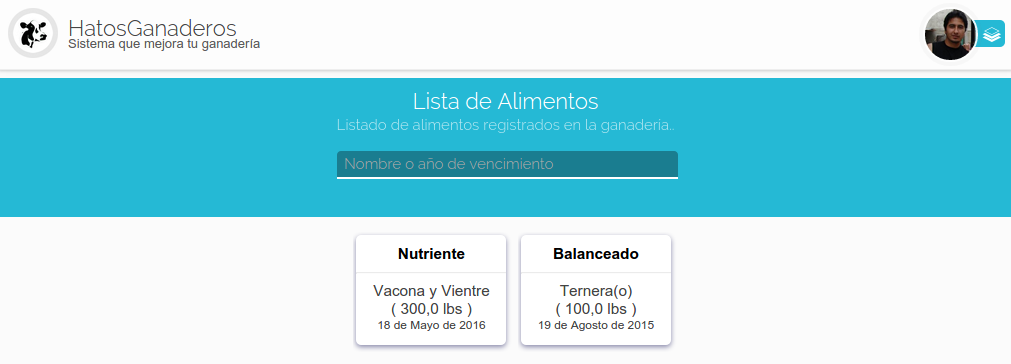 HatosGanaderos
Sistema que mejora tu ganadería
Lista de Alimentos
Listado de alimentos registrados en la ganadería..
Nombre o año de vencimiento
Nutriente
Vacona y Vientre
( 300,0 lbs )
18 de Mayo de 2016
Balanceado
Ternera(o)
( 100,0 lbs )
19 de Agosto de 2015